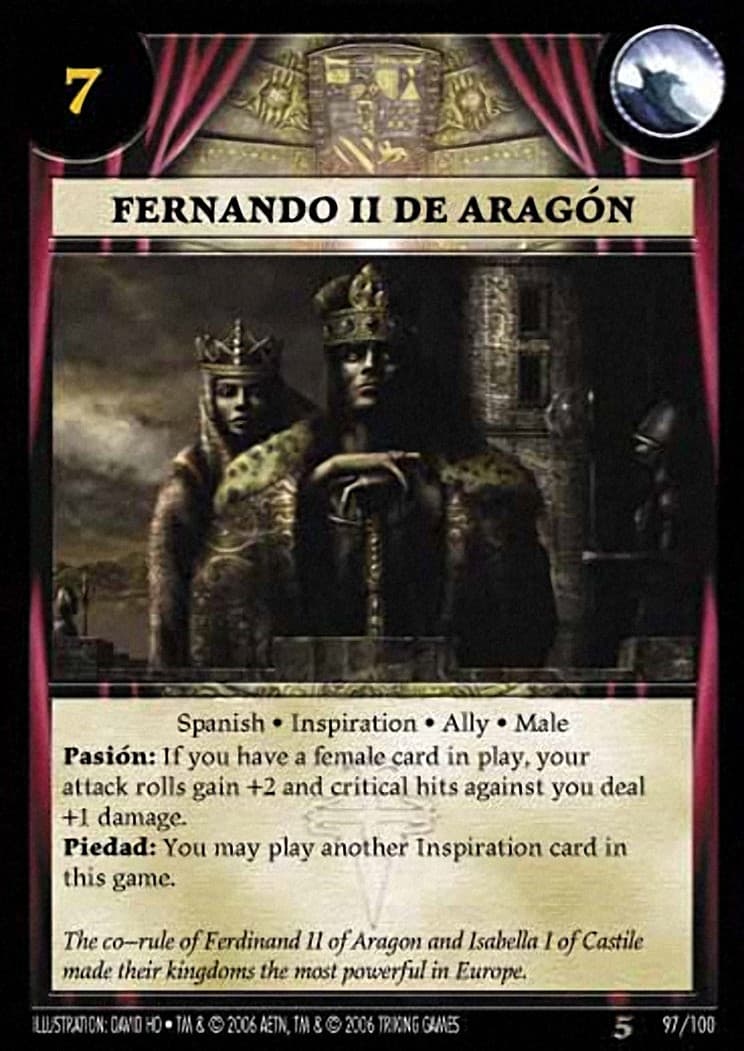 7
FERNANDO II DE ARAGÓN
Spanish • Inspiration • Ally • Male
Pasión: If you have a female card in play, your
attack rolls gain +2 and critical hits against you deal
+1 damage.
Piedad: You may play another Inspiration card in
this game.
The co-rule of Ferdinand II of Aragon and Isabella I of Castile
made their kingdoms the most powerful in Europe.
ILLUSTRATION: DAVID HO • TM & © 2006 AETN, TM & © 2006 TRIKING GAMES 5 97/100